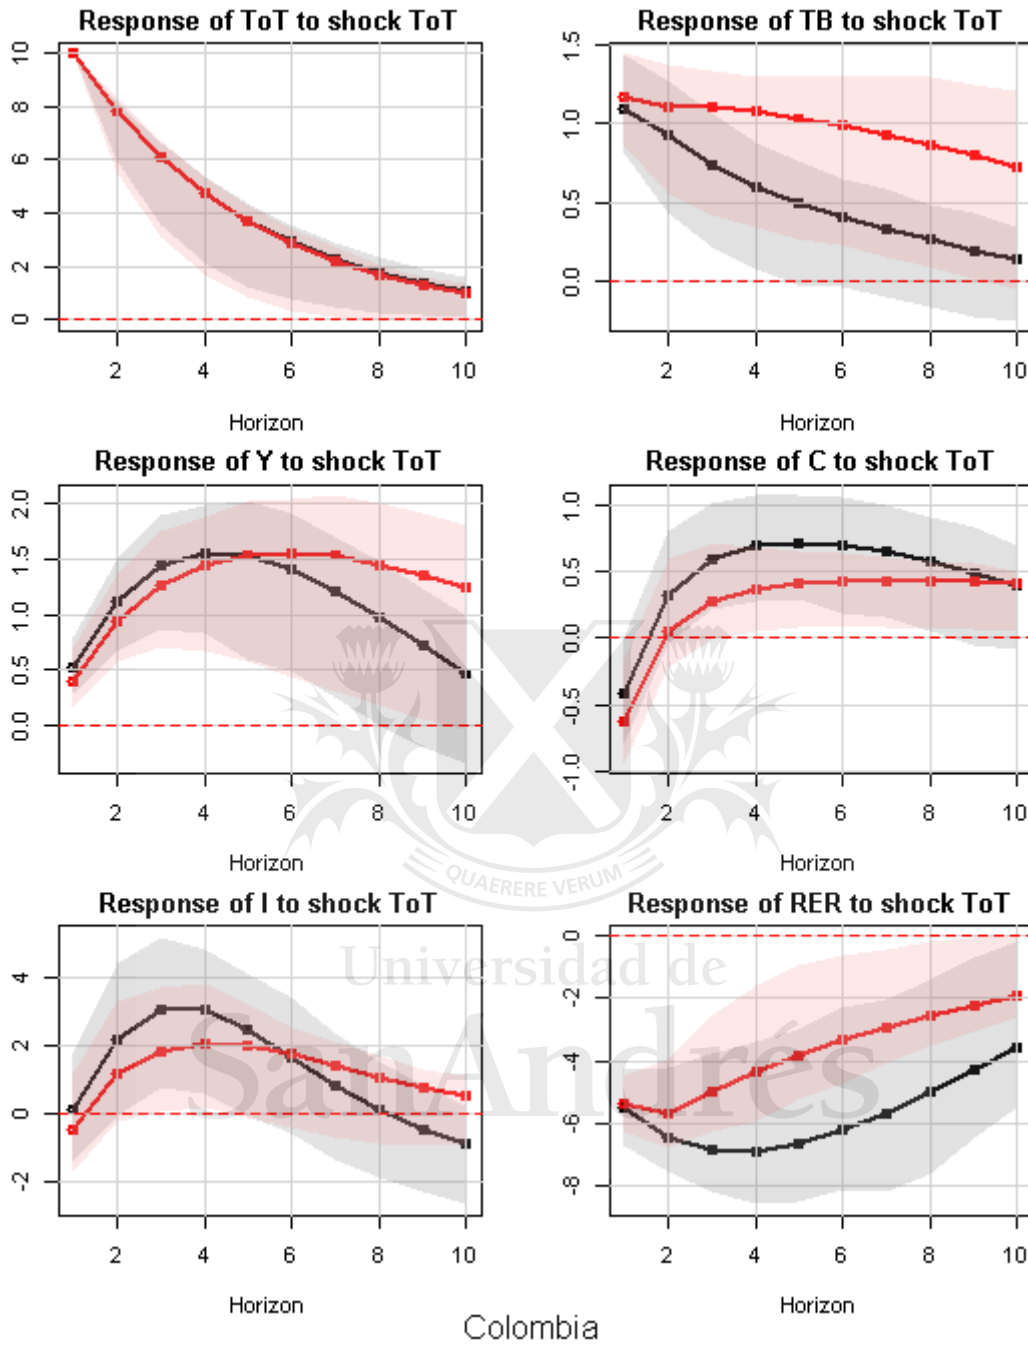 Response of ToT to shock ToT
10
8
6
4
2
0
2 4 6 8 10
Horizon
Response of TB to shock ToT
1.5
1.0
0.5
0.0
2 4 6 8 10
Horizon
Response of Y to shock ToT
2.0
1.5
1.0
0.5
0.0
2 4 6 8 10
Horizon
Response of C to shock ToT
1.0
0.5
0.0
-0.5
-1.0
2 4 6 8 10
Horizon
QUAERERE VERUM
Universidad de
SanAndrés
Response of I to shock ToT
4
2
0
-2
2 4 6 8 10
Horizon
Response of RER to shock ToT
0
-2
-4
-6
-8
2 4 6 8 10
Horizon
Colombia